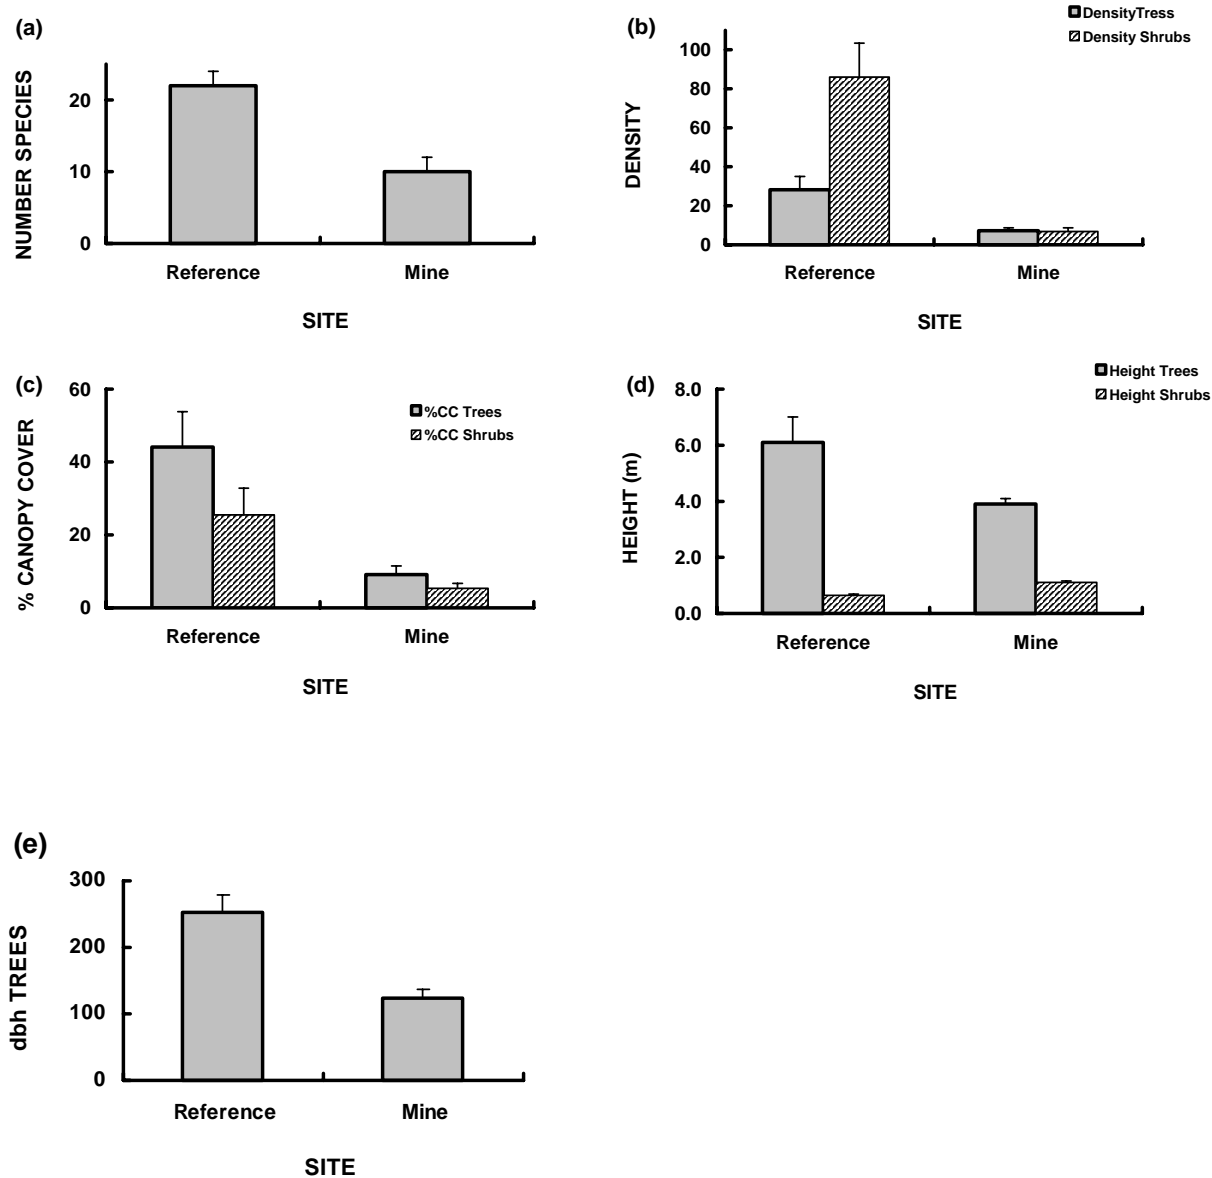 (a)
NUMBER SPECIES
20
10
0
Reference Mine
SITE
(b)
DensityTress
Density Shrubs
DENSITY
100
80
60
40
20
0
Reference Mine
SITE
(c)
% CANOPY COVER
60
40
20
0
%CC Trees
%CC Shrubs
Reference Mine
SITE
(d)
Height Trees
Height Shrubs
HEIGHT (m)
8.0
6.0
4.0
2.0
0.0
Reference Mine
SITE
(e)
dbh TREES
300
200
100
0
Reference Mine
SITE